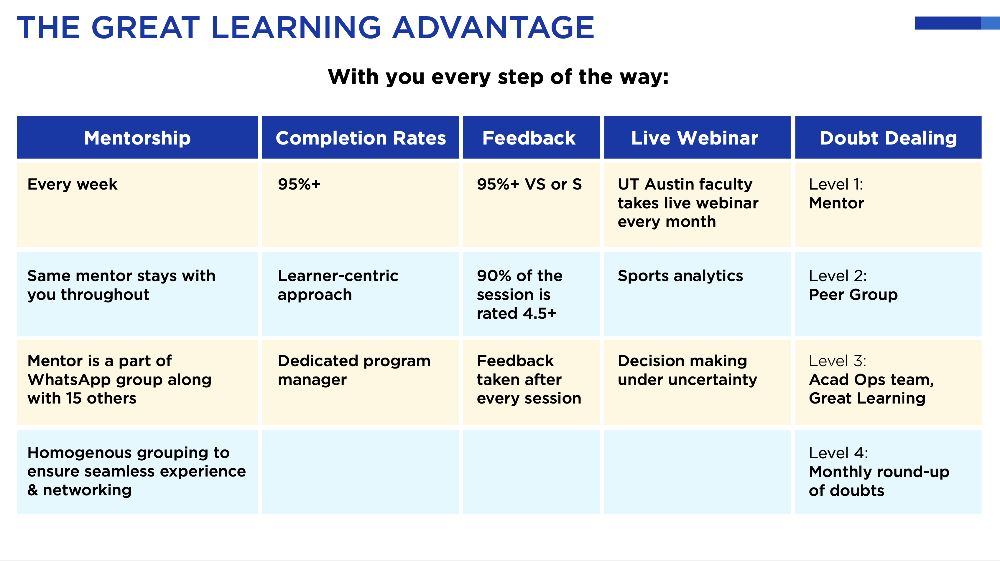 THE GREAT LEARNING ADVANTAGE
With you every step of the way:
Mentorship
Completion Rates
Feedback
Live Webinar
Doubt Dealing
Every week
95%+
95%+ VS or S
UT Austin faculty
takes live webinar
every month
Level 1:
Mentor
Same mentor stays with
you throughout
Learner-centric
approach
90% of the
session is
rated 4.5+
Sports analytics
Level 2:
Peer Group
Mentor is a part of
WhatsApp group along
with 15 others
Dedicated program
manager
Feedback
taken after
every session
Decision making
under uncertainty
Level 3:
Acad Ops team,
Great Learning
Homogenous grouping to
ensure seamless experience
& networking
Level 4:
Monthly round-up
of doubts